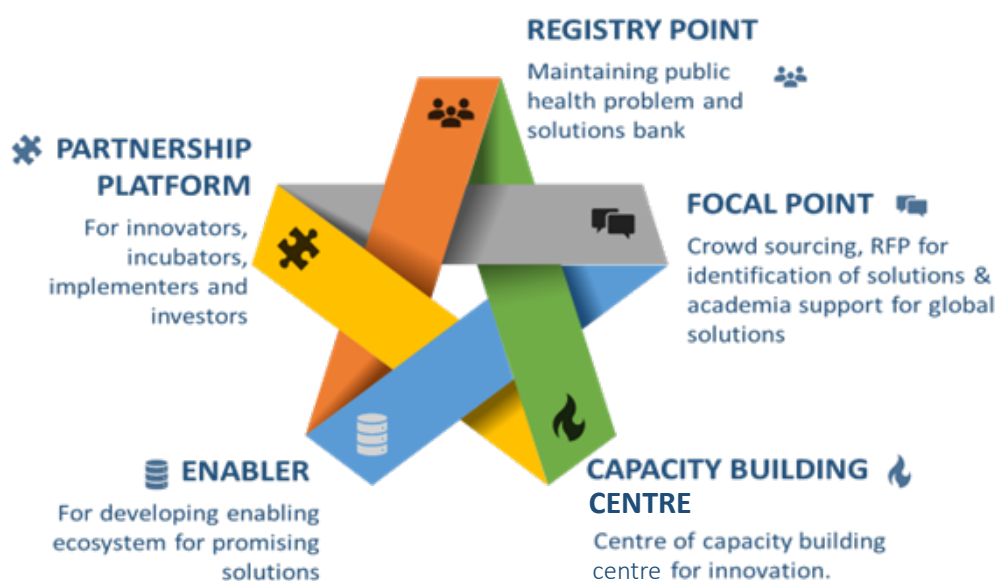 REGISTRY POINT
Maintaining public
health problem and
solutions bank
PARTNERSHIP
PLATFORM
For innovators,
incubators,
implementers and
investors
FOCAL POINT
Crowd sourcing, RFP for
identification of solutions &
academia support for global
solutions
ENABLER
For developing enabling
ecosystem for promising
solutions
CAPACITY BUILDING
CENTRE
Centre of capacity building
centre for innovation.